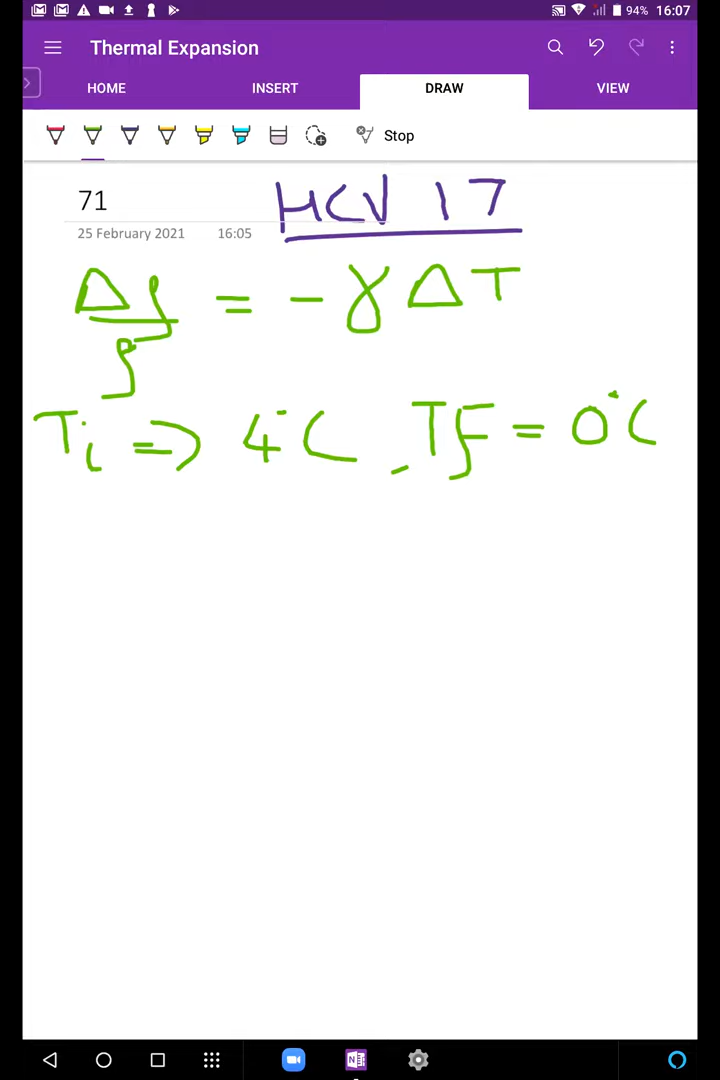 94% 16:07
Thermal Expansion
HOME INSERT DRAW VIEW
Stop
71 HCV 17
25 February 2021 16:05
Δρ/ρ = - γ Δ T
Ti => 4°C , Tf = 0°C